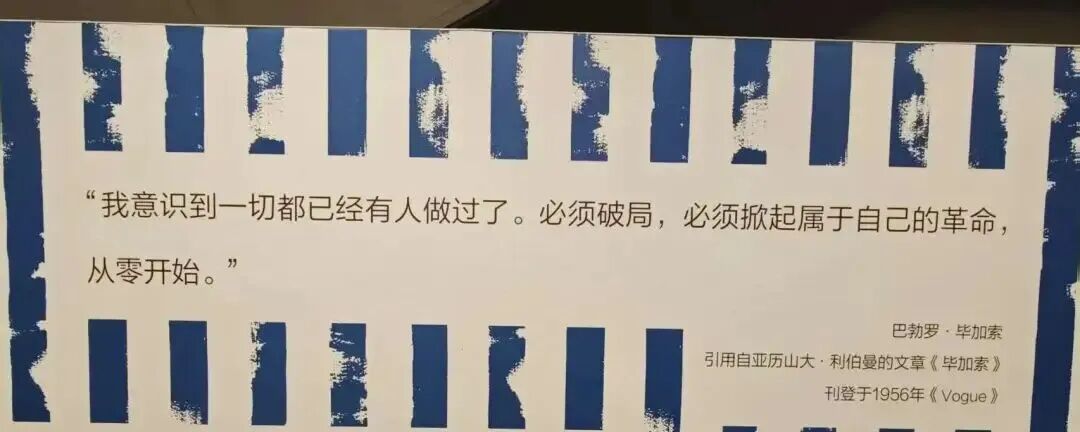 “我意识到一切都已经有人做过了。必须破局，必须掀起属于自己的革命，
从零开始。”
巴勃罗·毕加索
引用自亚历山大·利伯曼的文章《毕加索》
刊登于1956年《Vogue》